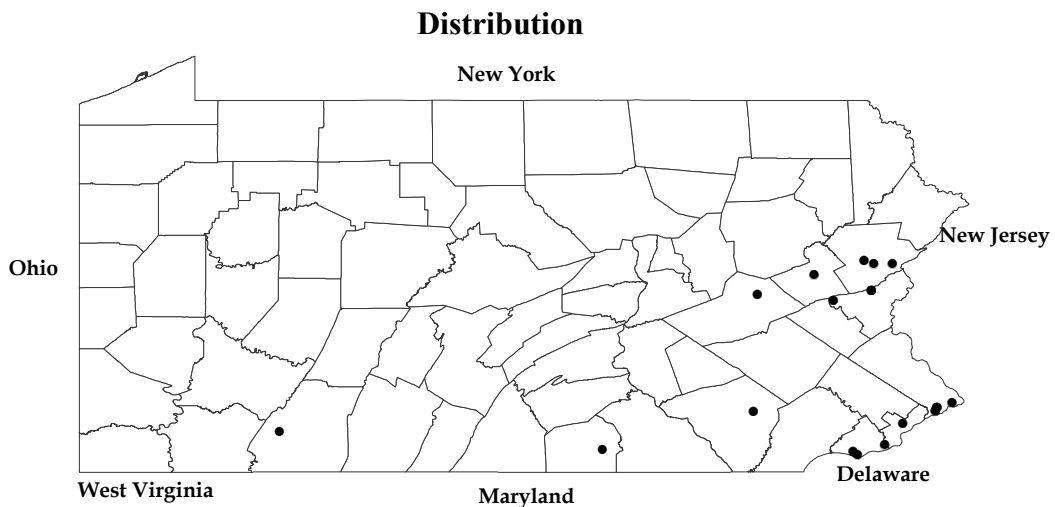 Distribution
New York
New Jersey
Ohio
Delaware
West Virginia
Maryland